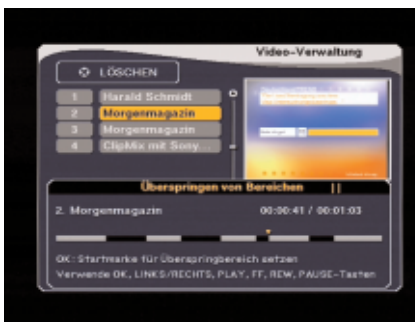 Video-Verwaltung
LÖSCHEN
1 Harald Schmidt
2 Morgenmagazin
3 Morgenmagazin
4 ClipMix mit Sony...
Überspringen von Bereichen
2. Morgenmagazin 00:00:41 / 00:01:03
OK: Startmarke für Überspringbereich setzen
Verwende OK, LINKS/RECHTS, PLAY, FF, REW, PAUSE-Tasten